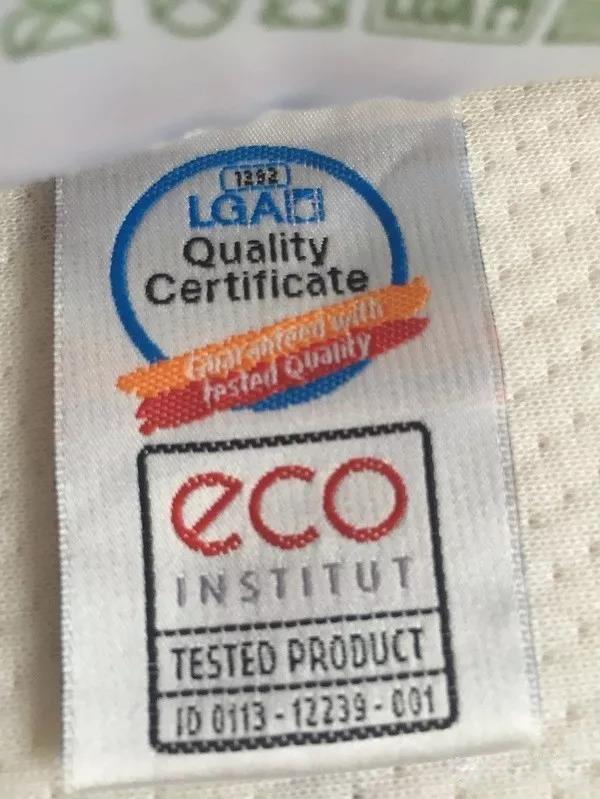 1292
LGA
Quality
Certificate
Guaranteed with
tested Quality
eco
INSTITUT
TESTED PRODUCT
ID 0113 - 12239 - 001